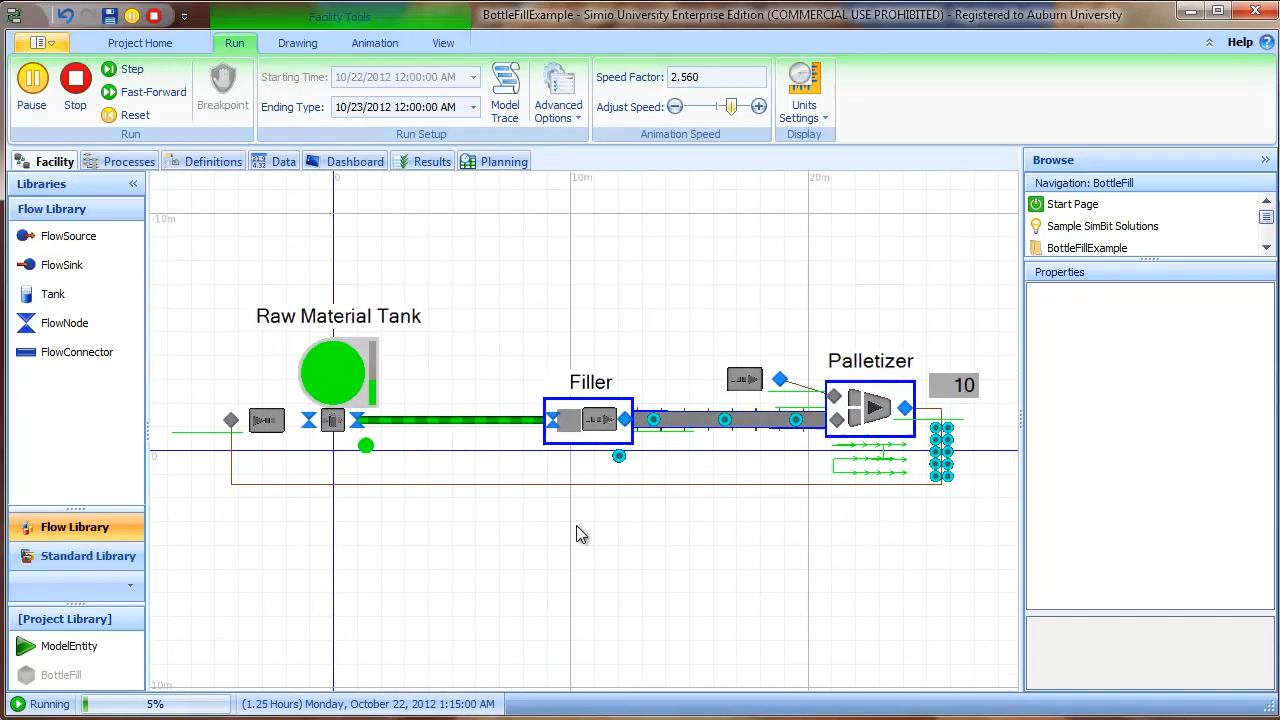 Facility Tools
BottleFillExample - Simio University Enterprise Edition (COMMERCIAL USE PROHIBITED) - Registered to Auburn University
Project Home
Run
Drawing
Animation
View
Help
Pause
Stop
Step
Fast-Forward
Reset
Breakpoint
Run
Starting Time: 10/22/2012 12:00:00 AM
Ending Type: 10/23/2012 12:00:00 AM
Model Trace
Advanced Options
Run Setup
Speed Factor: 2.560
Adjust Speed:
Animation Speed
Units Settings
Display
Facility
Processes
Definitions
Data
Dashboard
Results
Planning
Libraries
Flow Library
FlowSource
FlowSink
Tank
FlowNode
FlowConnector
Flow Library
Standard Library
[Project Library]
ModelEntity
BottleFill
0
10m
20m
-10m
0
10m
Raw Material Tank
Filler
Palletizer
10
Browse
Navigation: BottleFill
Start Page
Sample SimBit Solutions
BottleFillExample
Properties
Running
5%
(1.25 Hours) Monday, October 22, 2012 1:15:00 AM